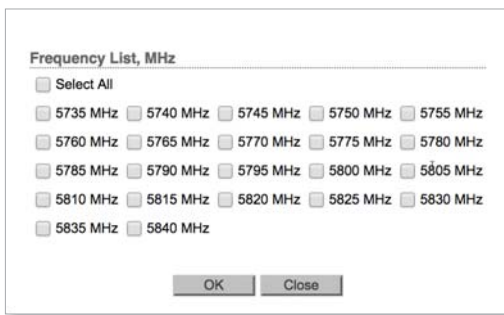 Frequency List, MHz
Select All
5735 MHz 5740 MHz 5745 MHz 5750 MHz 5755 MHz
5760 MHz 5765 MHz 5770 MHz 5775 MHz 5780 MHz
5785 MHz 5790 MHz 5795 MHz 5800 MHz 5805 MHz
5810 MHz 5815 MHz 5820 MHz 5825 MHz 5830 MHz
5835 MHz 5840 MHz
OK Close